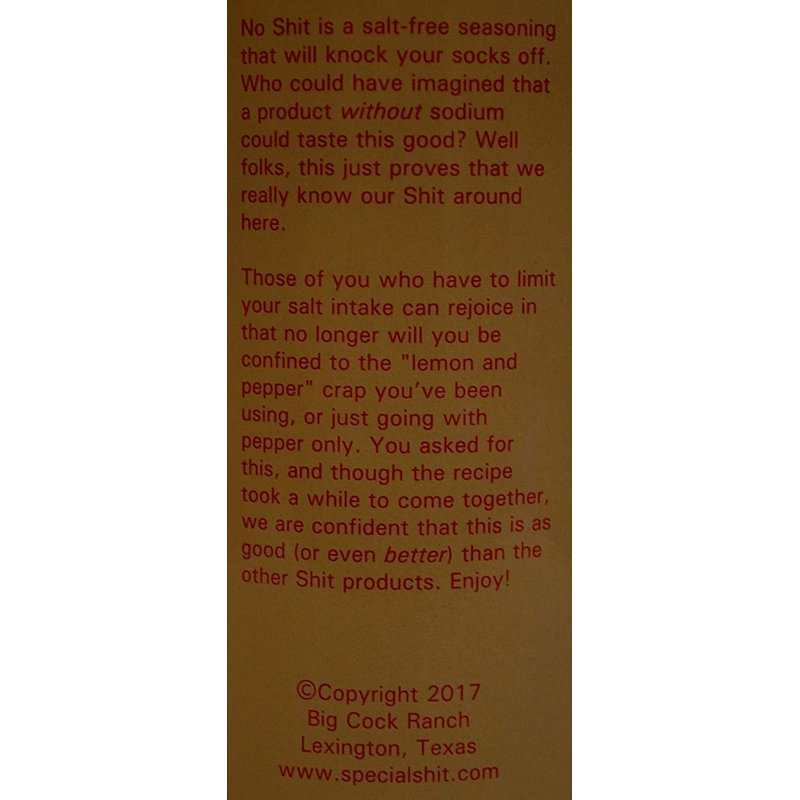 No Shit is a salt-free seasoning
that will knock your socks off.
Who could have imagined that
a product without sodium
could taste this good? Well
folks, this just proves that we
really know our Shit around
here.
Those of you who have to limit
your salt intake can rejoice in
that no longer will you be
confined to the "lemon and
pepper" crap you've been
using, or just going with
pepper only. You asked for
this, and though the recipe
took a while to come together,
we are confident that this is as
good (or even better) than the
other Shit products. Enjoy!
©Copyright 2017
Big Cock Ranch
Lexington, Texas
www.specialshit.com